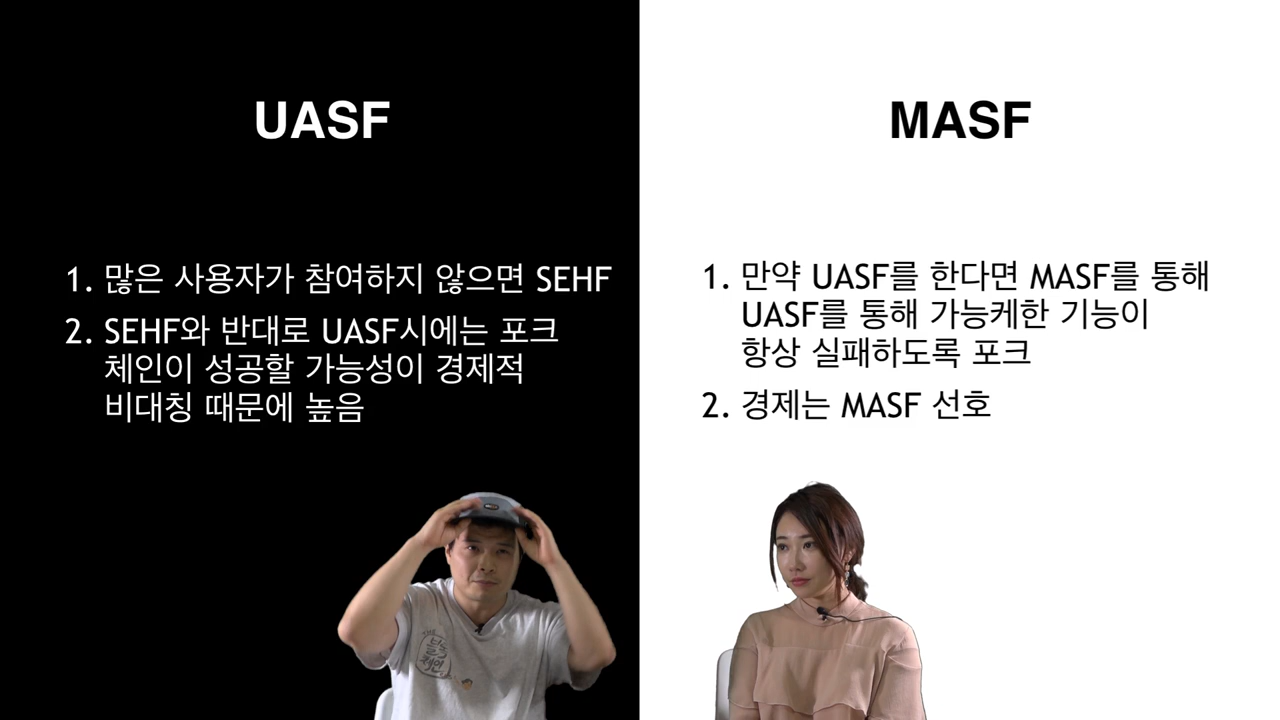 UASF
1. 많은 사용자가 참여하지 않으면 SEHF
2. SEHF와 반대로 UASF시에는 포크
체인이 성공할 가능성이 경제적
비대칭 때문에 높음
MASF
1. 만약 UASF를 한다면 MASF를 통해
UASF를 통해 가능케한 기능이
항상 실패하도록 포크
2. 경제는 MASF 선호